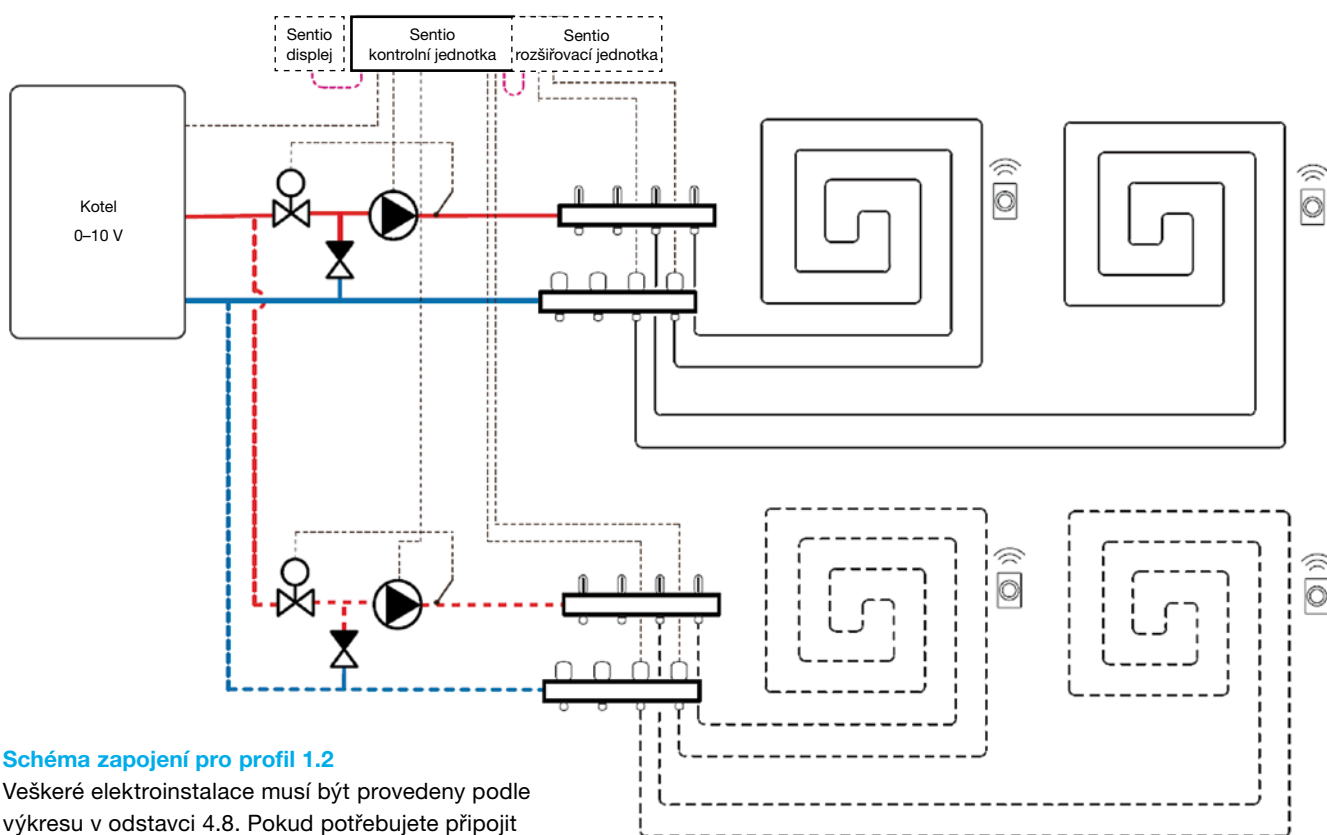 Sentio
displej
Sentio
kontrolní jednotka
Sentio
rozšiřovací jednotka
Kotel
0–10 V
Schéma zapojení pro profil 1.2
Veškeré elektroinstalace musí být provedeny podle
výkresu v odstavci 4.8. Pokud potřebujete připojit